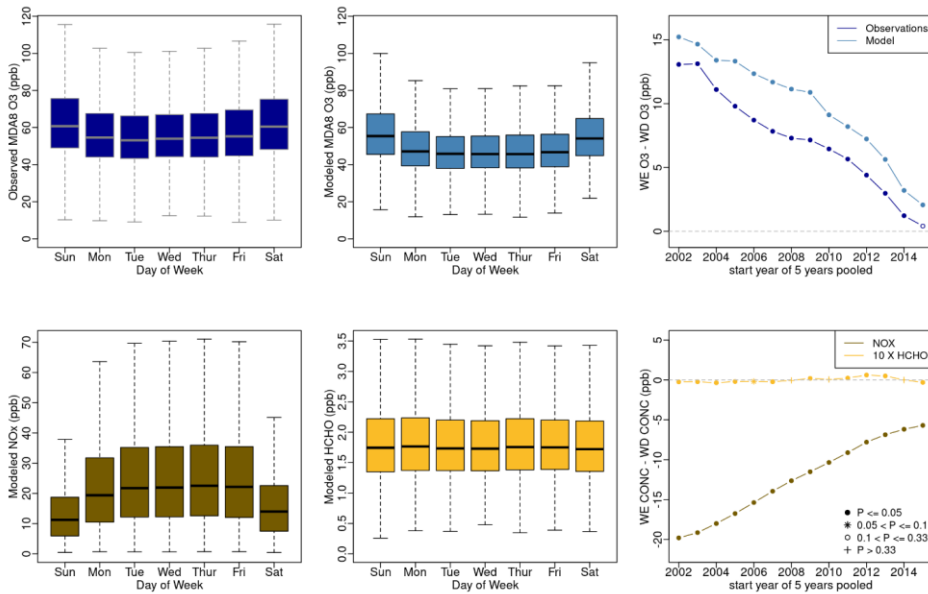 Observed MDA8 O3 (ppb)
120
100
80
60
40
20
0
Sun Mon Tue Wed Thur Fri Sat
Day of Week
Modeled MDA8 O3 (ppb)
120
100
80
60
40
20
0
Sun Mon Tue Wed Thur Fri Sat
Day of Week
WE O3 - WD O3 (ppb)
15
10
5
0
Observations
Model
2002 2004 2006 2008 2010 2012 2014
start year of 5 years pooled
Modeled NOx (ppb)
70
60
50
40
30
20
10
0
Sun Mon Tue Wed Thur Fri Sat
Day of Week
Modeled HCHO (ppb)
3.5
3.0
2.5
2.0
1.5
1.0
0.5
0.0
Sun Mon Tue Wed Thur Fri Sat
Day of Week
WE CONC - WD CONC (ppb)
5
0
-5
-10
-15
-20
NOX
10 X HCHO
P <= 0.05
0.05 < P <= 0.1
0.1 < P <= 0.33
P > 0.33
2002 2004 2006 2008 2010 2012 2014
start year of 5 years pooled